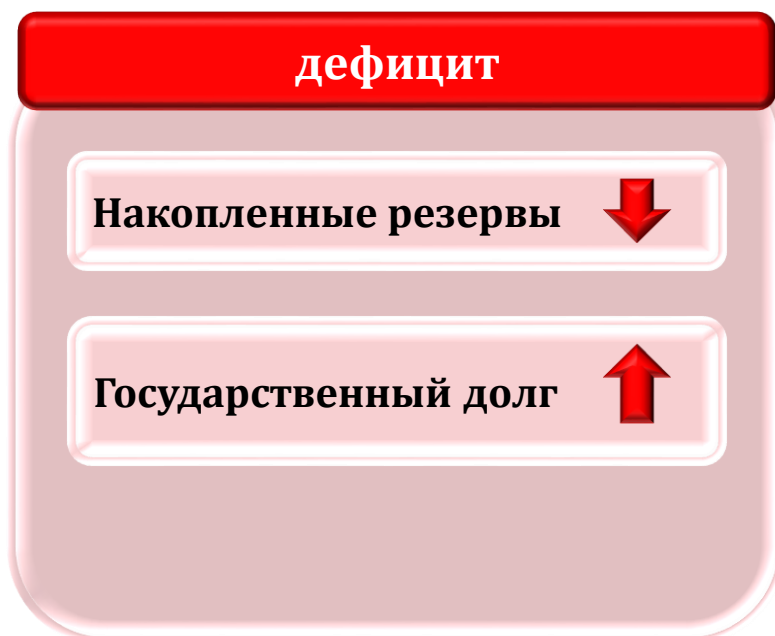 дефицит
Накопленные резервы
Государственный долг